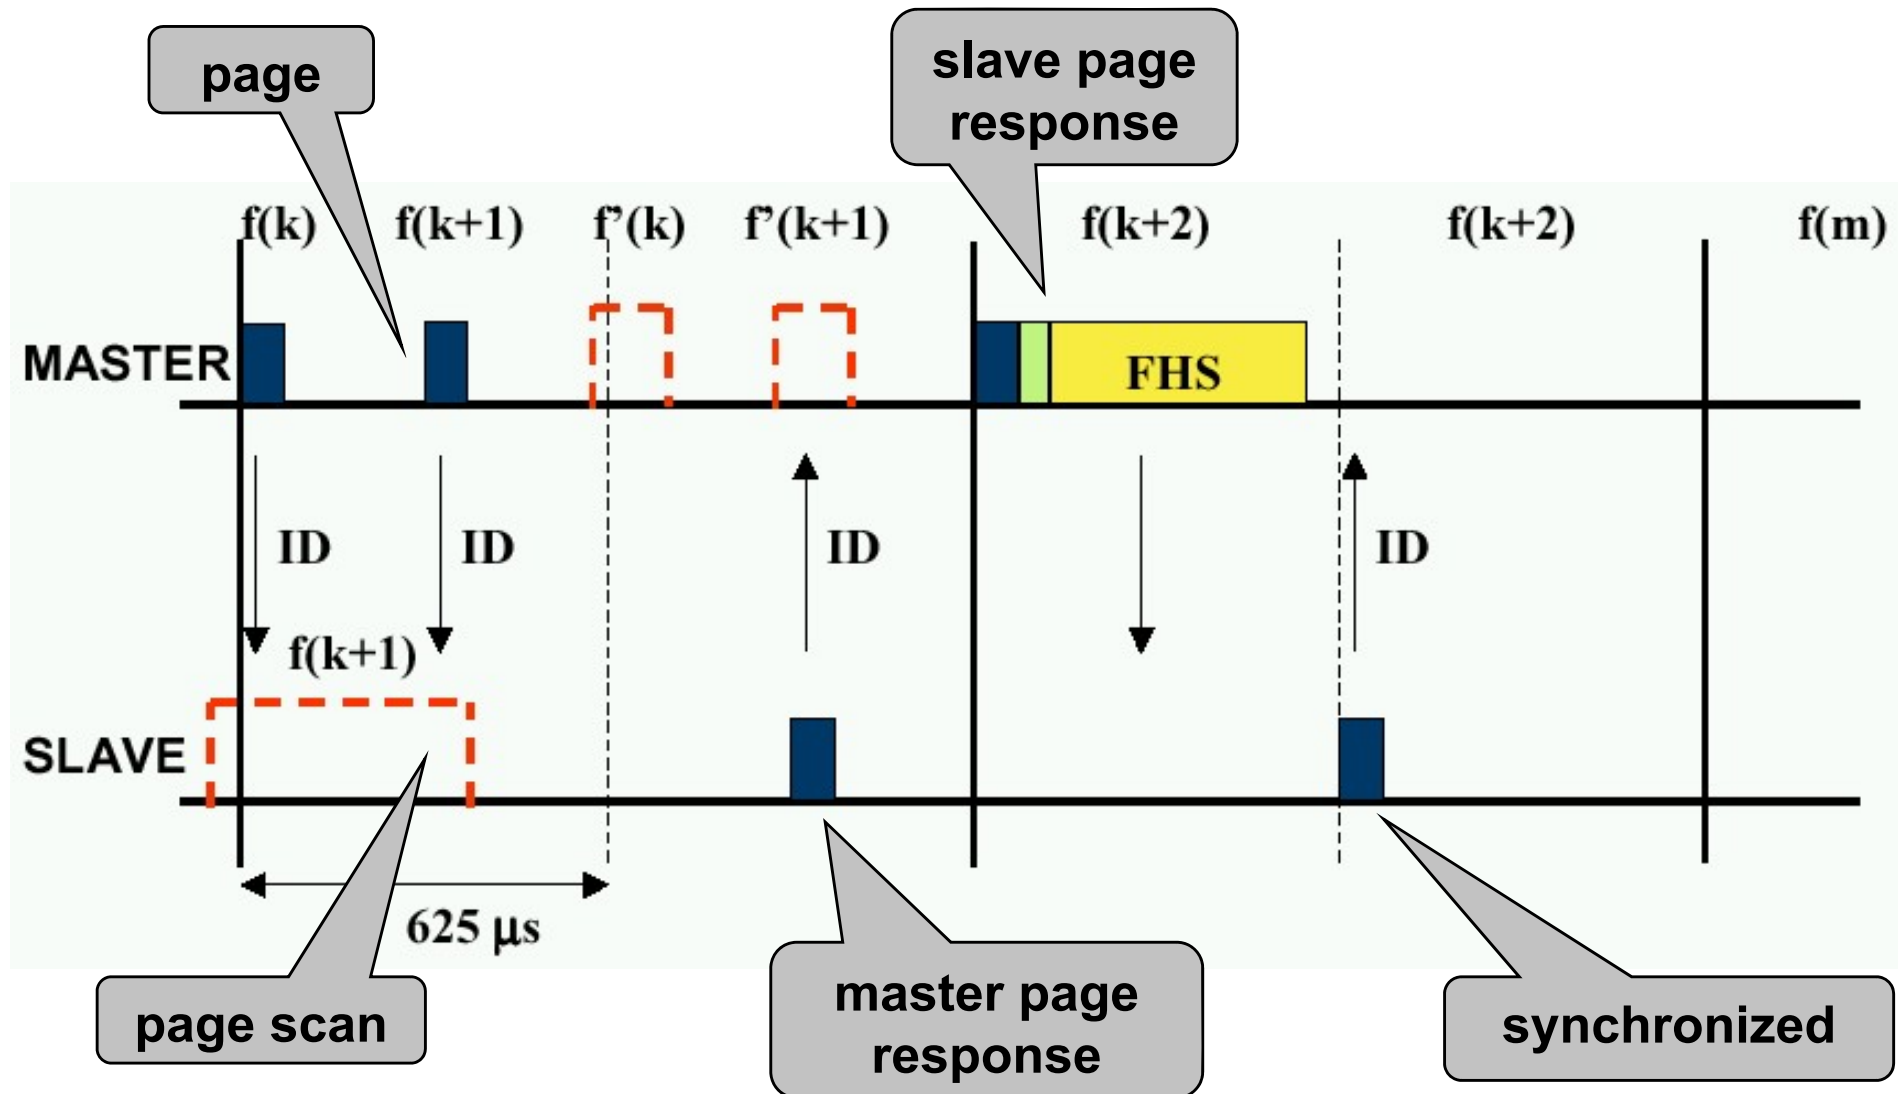 page
slave page
response
f(k)
f(k+1)
f’(k)
f’(k+1)
f(k+2)
f(k+2)
f(m)
MASTER
FHS
ID
ID
ID
ID
f(k+1)
SLAVE
625 μs
page scan
master page
response
synchronized